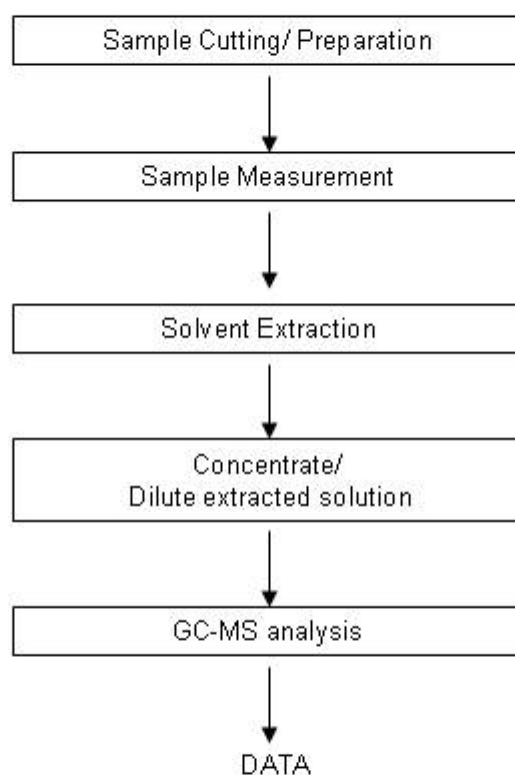 Sample Cutting/ Preparation
Sample Measurement
Solvent Extraction
Concentrate/
Dilute extracted solution
GC-MS analysis
DATA